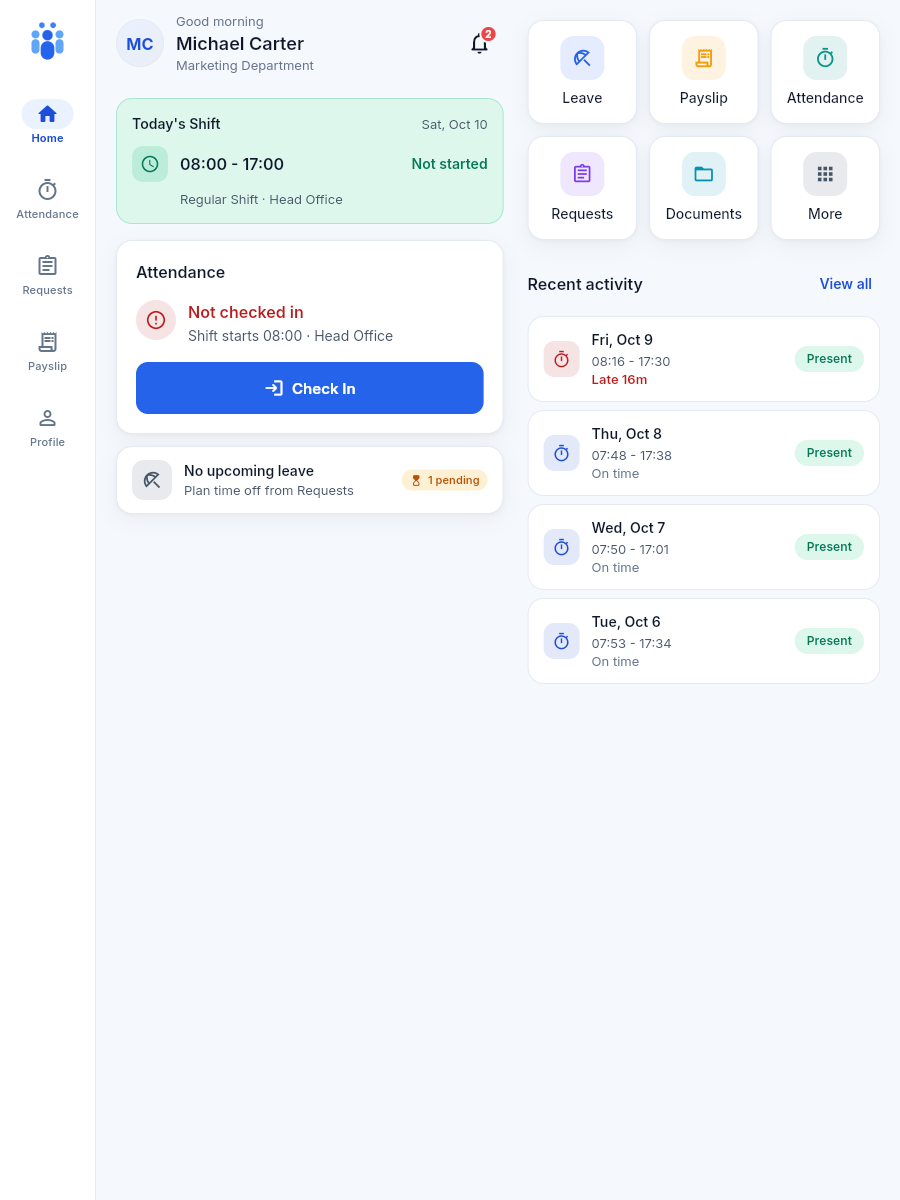 Home
Attendance
Requests
Payslip
Profile
MC
Good morning
Michael Carter
Marketing Department
2
Today's Shift
Sat, Oct 10
08:00 - 17:00
Not started
Regular Shift · Head Office
Attendance
Not checked in
Shift starts 08:00 · Head Office
Check In
No upcoming leave
Plan time off from Requests
1 pending
Leave
Payslip
Attendance
Requests
Documents
More
Recent activity
View all
Fri, Oct 9
08:16 - 17:30
Late 16m
Present
Thu, Oct 8
07:48 - 17:38
On time
Present
Wed, Oct 7
07:50 - 17:01
On time
Present
Tue, Oct 6
07:53 - 17:34
On time
Present